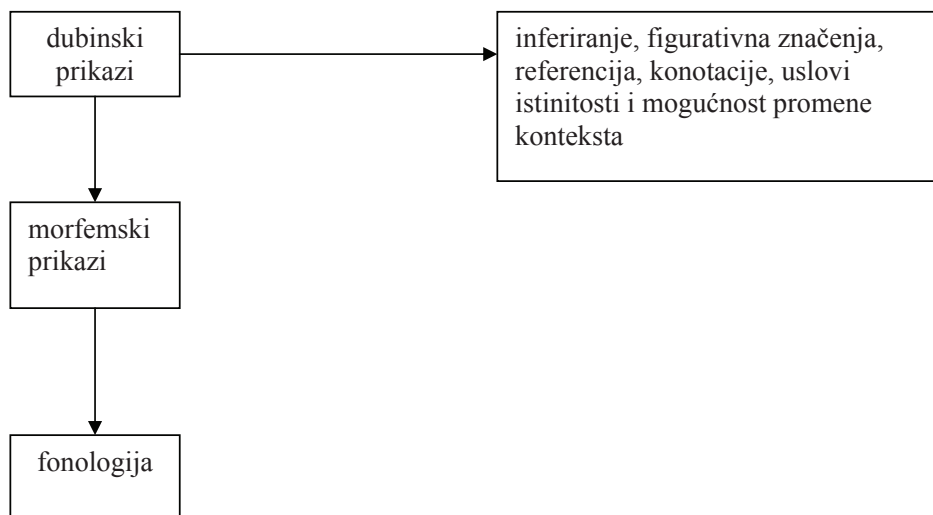 dubinski
prikazi
inferiranje, figurativna značenja,
referencija, konotacije, uslovi
istinitosti i mogućnost promene
konteksta
morfemski
prikazi
fonologija